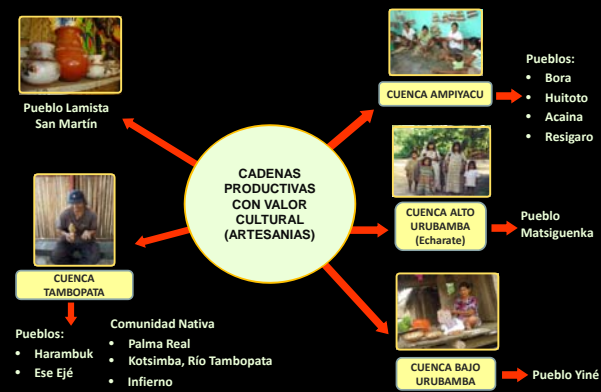 Pueblo Lamista
San Martín
CUENCA AMPIYACU
Pueblos:
• Bora
• Huitoto
• Acaina
• Resigaro
CADENAS
PRODUCTIVAS
CON VALOR
CULTURAL
(ARTESANIAS)
CUENCA ALTO
URUBAMBA
(Echarate)
Pueblo
Matsiguenka
CUENCA
TAMBOPATA
Pueblos:
• Harambuk
• Ese Ejé
Comunidad Nativa
• Palma Real
• Kotsimba, Río Tambopata
• Infierno
CUENCA BAJO
URUBAMBA
Pueblo Yiné